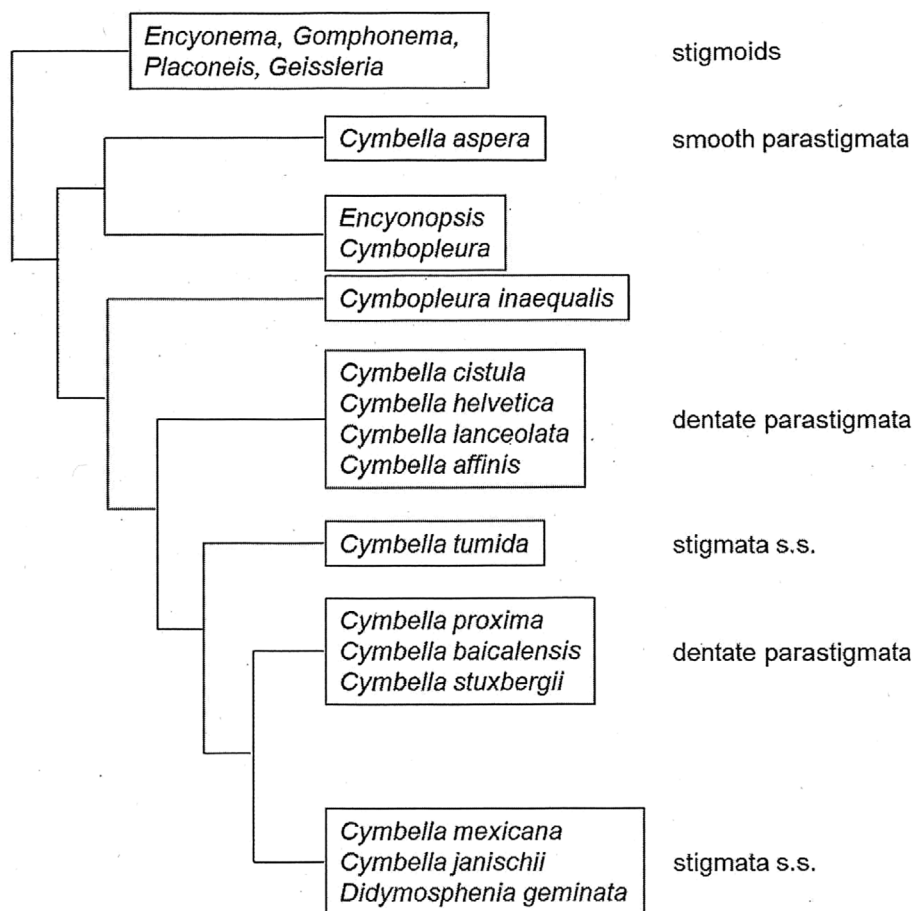 Encyonema, Gomphonema,
Placoneis, Geissleria
stigmoids
Cymbella aspera
smooth parastigmata
Encyonopsis
Cymbopleura
Cymbopleura inaequalis
Cymbella cistula
Cymbella helvetica
Cymbella lanceolata
Cymbella affinis
dentate parastigmata
Cymbella tumida
stigmata s.s.
Cymbella proxima
Cymbella baicalensis
Cymbella stuxbergii
dentate parastigmata
Cymbella mexicana
Cymbella janischii
Didymosphenia geminata
stigmata s.s.